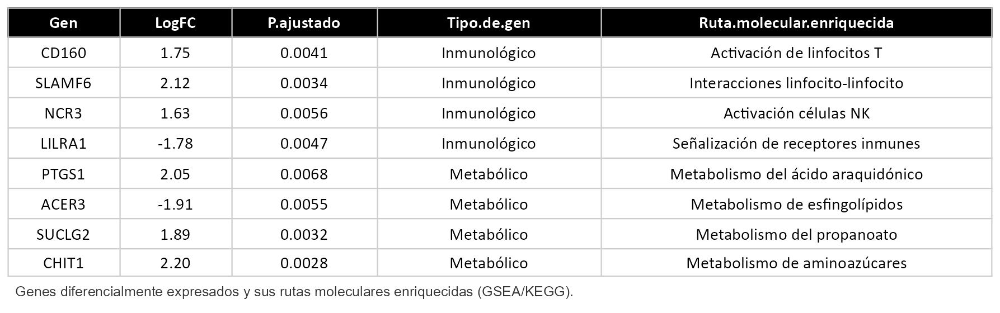 Gen LogFC P.ajustado Tipo.de.gen Ruta.molecular.enriquecida
CD160 1.75 0.0041 Inmunológico Activación de linfocitos T
SLAMF6 2.12 0.0034 Inmunológico Interacciones linfocito-linfocito
NCR3 1.63 0.0056 Inmunológico Activación células NK
LILRA1 -1.78 0.0047 Inmunológico Señalización de receptores inmunes
PTGS1 2.05 0.0068 Metabólico Metabolismo del ácido araquidónico
ACER3 -1.91 0.0055 Metabólico Metabolismo de esfingolípidos
SUCLG2 1.89 0.0032 Metabólico Metabolismo del propanoato
CHIT1 2.20 0.0028 Metabólico Metabolismo de aminoazúcares
Genes diferencialmente expresados y sus rutas moleculares enriquecidas (GSEA/KEGG).